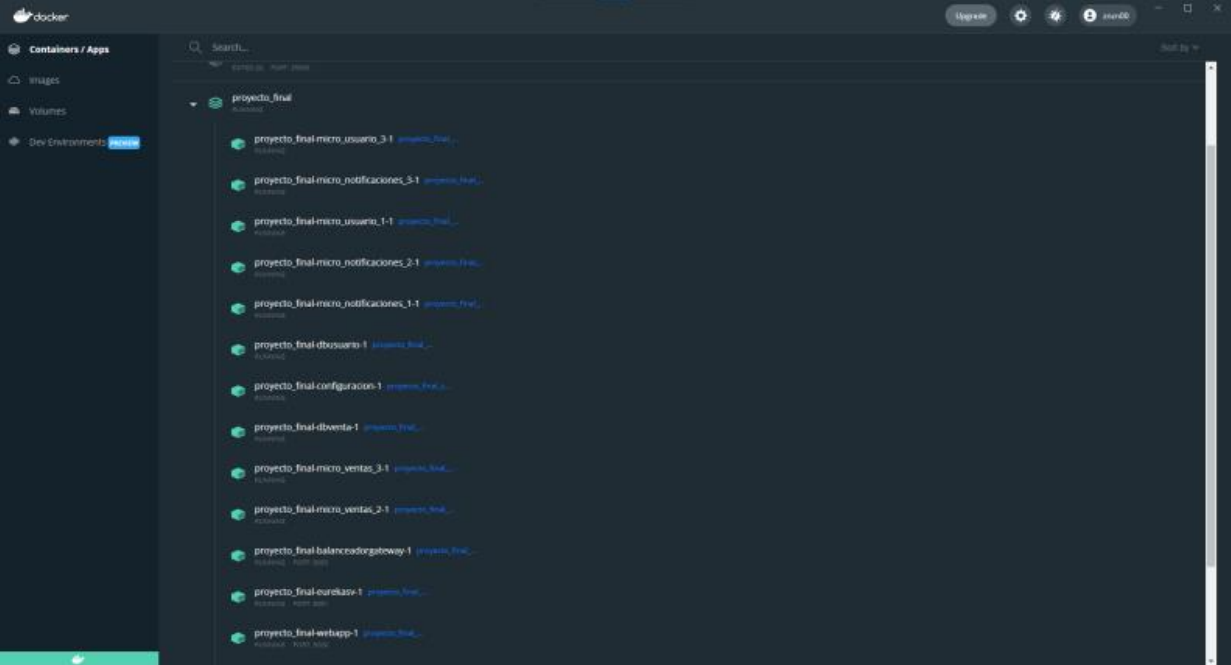 docker
Upgrade
Containers / Apps
Search...
Sort by
Images
Volumes
Dev Environments PREVIEW
proyecto_final
RUNNING
proyecto_final-micro_usuario_3-1 proyecto_final_...
RUNNING
proyecto_final-micro_notificaciones_3-1 proyecto_final_...
RUNNING
proyecto_final-micro_usuario_1-1 proyecto_final_...
RUNNING
proyecto_final-micro_notificaciones_2-1 proyecto_final_...
RUNNING
proyecto_final-micro_notificaciones_1-1 proyecto_final_...
RUNNING
proyecto_final-dbusuario-1 proyecto_final_...
RUNNING
proyecto_final-configuracion-1 proyecto_final_c...
RUNNING
proyecto_final-dbventa-1 proyecto_final_...
RUNNING
proyecto_final-micro_ventas_3-1 proyecto_final_...
RUNNING
proyecto_final-micro_ventas_2-1 proyecto_final_...
RUNNING
proyecto_final-balanceadorgateway-1 proyecto_final_...
RUNNING PORT:
proyecto_final-eurekasv-1 proyecto_final_...
RUNNING PORT:
proyecto_final-webapp-1 proyecto_final_...
RUNNING PORT: